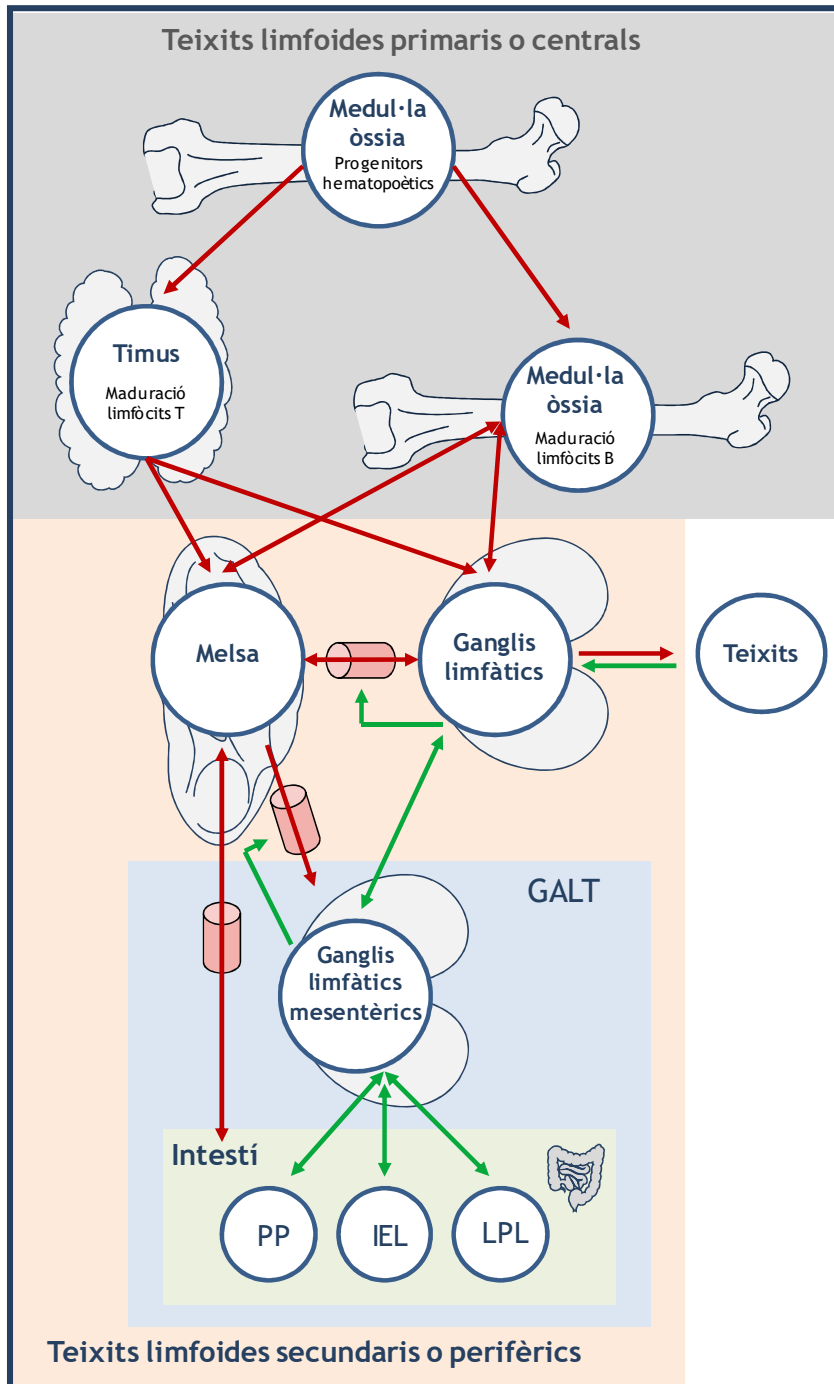 Teixits limfoides primaris o centrals
Medul·la
òssia
Progenitors
hematopoètics
Timus
Maduració
limfòcits T
Medul·la
òssia
Maduració
limfòcits B
Melsa
Ganglis
limfàtics
Teixits
GALT
Ganglis
limfàtics
mesentèrics
Intestí
PP
IEL
LPL
Teixits limfoides secundaris o perifèrics